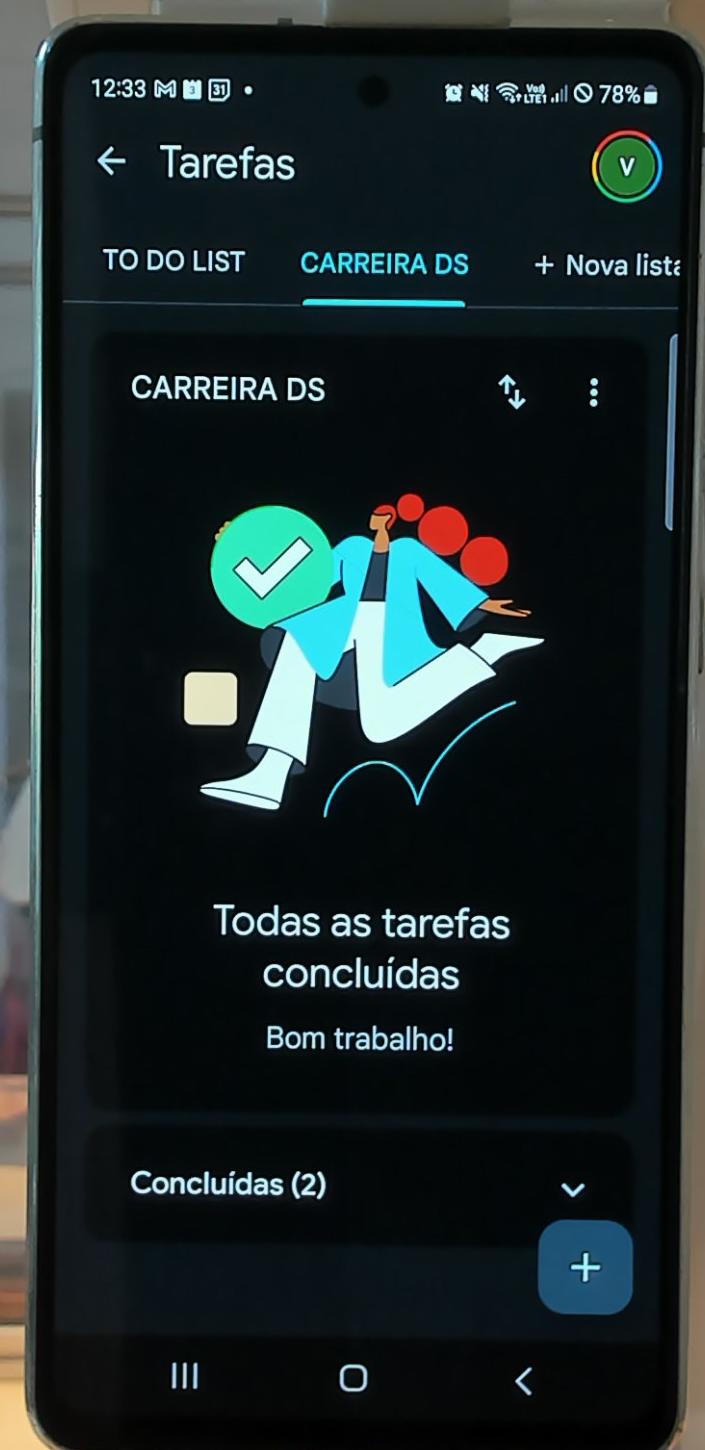 12:33 31 Vo) LTE1 78%
Tarefas
V
TO DO LIST CARREIRA DS + Nova lista
CARREIRA DS
Todas as tarefas
concluídas
Bom trabalho!
Concluídas (2)